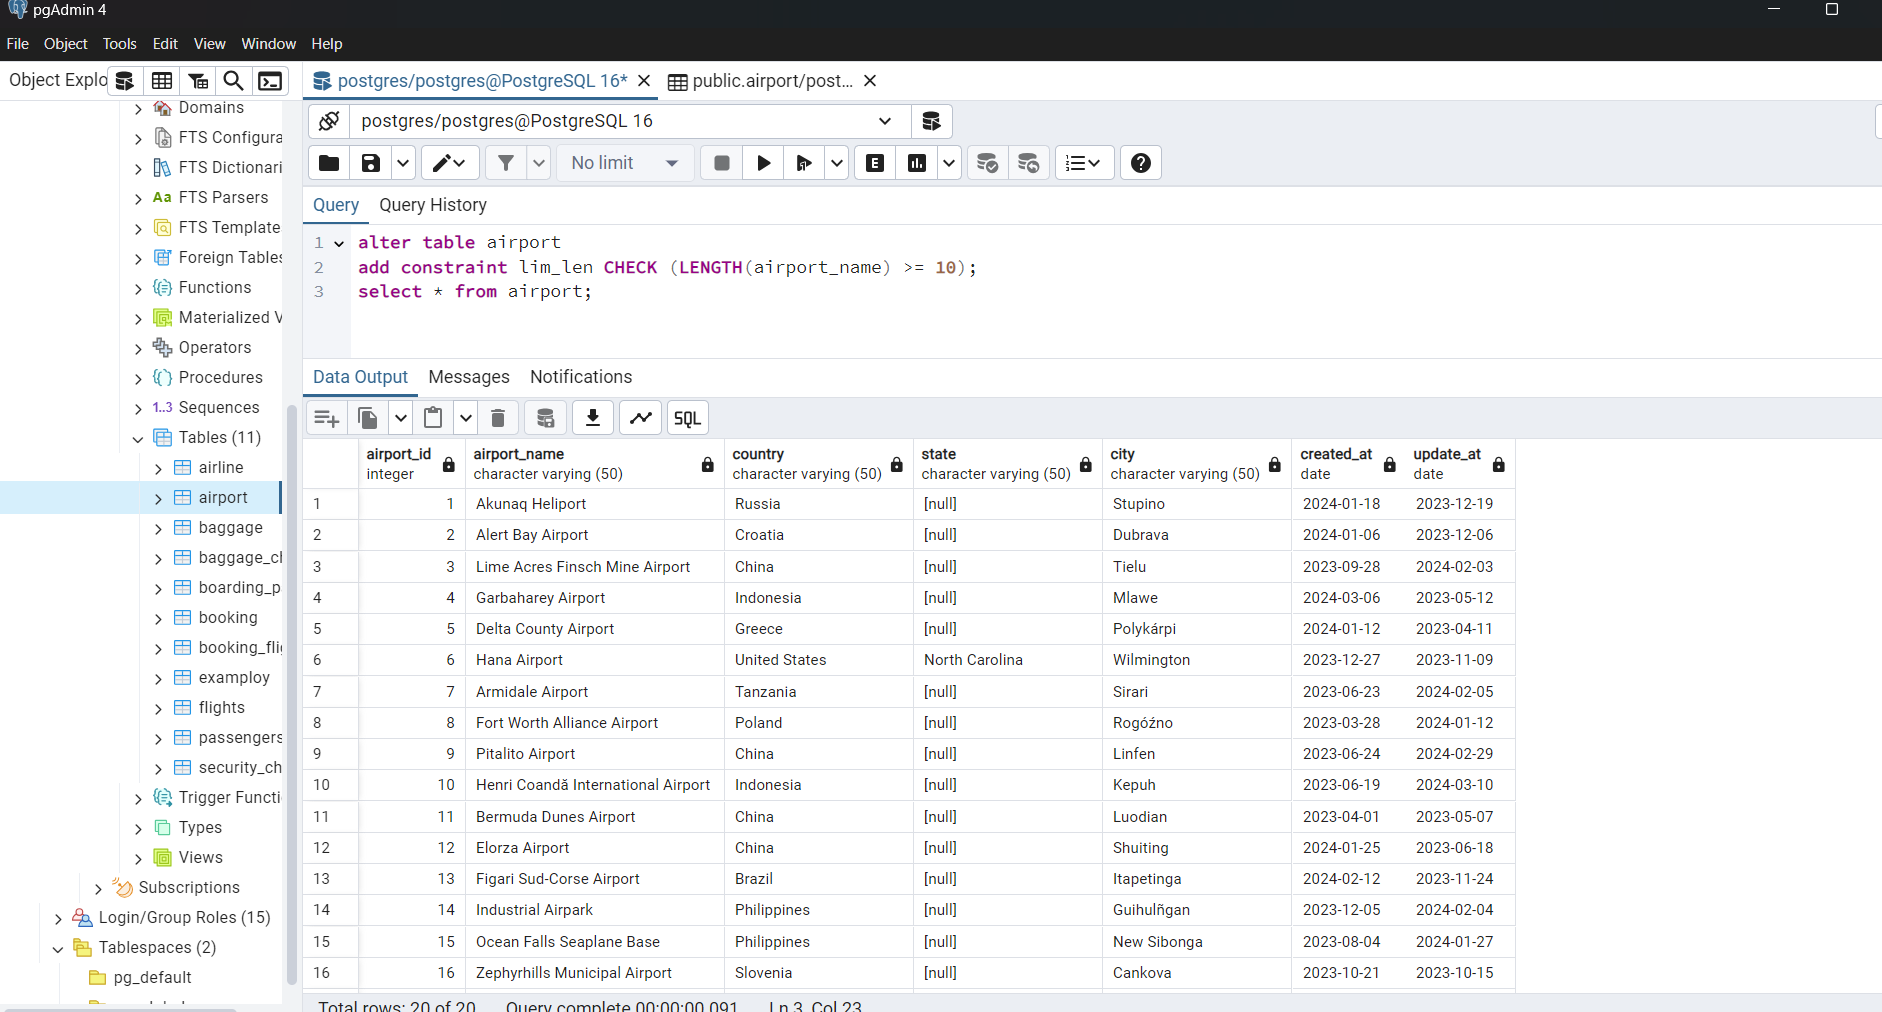 pgAdmin 4
File Object Tools Edit View Window Help
Object Explo
postgres/postgres@PostgreSQL 16*
public.airport/post...
Domains
FTS Configura
FTS Dictionari
Aa FTS Parsers
FTS Template
Foreign Tables
Functions
Materialized V
Operators
Procedures
1..3 Sequences
Tables (11)
airline
airport
baggage
baggage_ch
boarding_p
booking
booking_fli
examploy
flights
passengers
security_ch
Trigger Functi
Types
Views
Subscriptions
Login/Group Roles (15)
Tablespaces (2)
pg_default
postgres/postgres@PostgreSQL 16
No limit
E
Query Query History
1 alter table airport
2 add constraint lim_len CHECK (LENGTH(airport_name) >= 10);
3 select * from airport;
Data Output Messages Notifications
SQL
airport_id airport_name country state city created_at update_at
integer character varying (50) character varying (50) character varying (50) character varying (50) date date
1 1 Akunaq Heliport Russia [null] Stupino 2024-01-18 2023-12-19
2 2 Alert Bay Airport Croatia [null] Dubrava 2024-01-06 2023-12-06
3 3 Lime Acres Finsch Mine Airport China [null] Tielu 2023-09-28 2024-02-03
4 4 Garbaharey Airport Indonesia [null] Mlawe 2024-03-06 2023-05-12
5 5 Delta County Airport Greece [null] Polykárpi 2024-01-12 2023-04-11
6 6 Hana Airport United States North Carolina Wilmington 2023-12-27 2023-11-09
7 7 Armidale Airport Tanzania [null] Sirari 2023-06-23 2024-02-05
8 8 Fort Worth Alliance Airport Poland [null] Rogóźno 2023-03-28 2024-01-12
9 9 Pitalito Airport China [null] Linfen 2023-06-24 2024-02-29
10 10 Henri Coandă International Airport Indonesia [null] Kepuh 2023-06-19 2024-03-10
11 11 Bermuda Dunes Airport China [null] Luodian 2023-04-01 2023-05-07
12 12 Elorza Airport China [null] Shuiting 2024-01-25 2023-06-18
13 13 Figari Sud-Corse Airport Brazil [null] Itapetinga 2024-02-12 2023-11-24
14 14 Industrial Airpark Philippines [null] Guihulñgan 2023-12-05 2024-02-04
15 15 Ocean Falls Seaplane Base Philippines [null] New Sibonga 2023-08-04 2024-01-27
16 16 Zephyrhills Municipal Airport Slovenia [null] Cankova 2023-10-21 2023-10-15
Total rows: 20 of 20 Query complete 00:00:00.091 Ln 3, Col 23